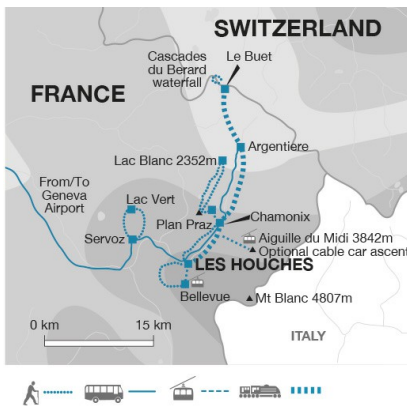 SWITZERLAND
Cascades
du Berard
waterfall
Le Buet
FRANCE
Argentière
Lac Blanc 2352m
From/To
Geneva
Airport
Lac Vert
Plan Praz
Chamonix
Servoz
Aiguille du Midi 3842m
Optional cable car ascent
LES HOUCHES
Bellevue
Mt Blanc 4807m
0 km
15 km
ITALY